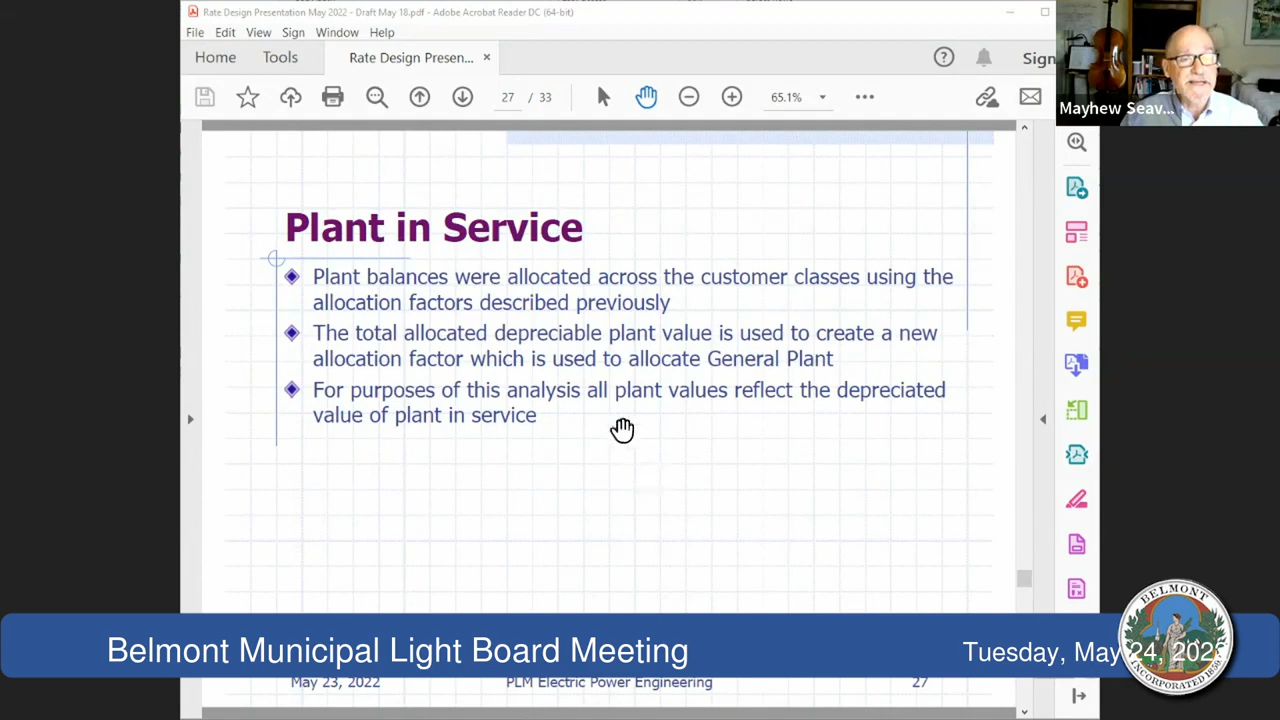 Rate Design Presentation May 2022 - Draft May 18.pdf - Adobe Acrobat Reader DC (64-bit)
File Edit View Sign Window Help
Home Tools Rate Design Presen... × Sign
27 / 33 65.1%
Mayhew Seav...
Plant in Service
Plant balances were allocated across the customer classes using the
allocation factors described previously
The total allocated depreciable plant value is used to create a new
allocation factor which is used to allocate General Plant
For purposes of this analysis all plant values reflect the depreciated
value of plant in service
Belmont Municipal Light Board Meeting
Tuesday, May 24, 202
BELMONT
INCORPORATED 1859
May 23, 2022 PLM Electric Power Engineering 27